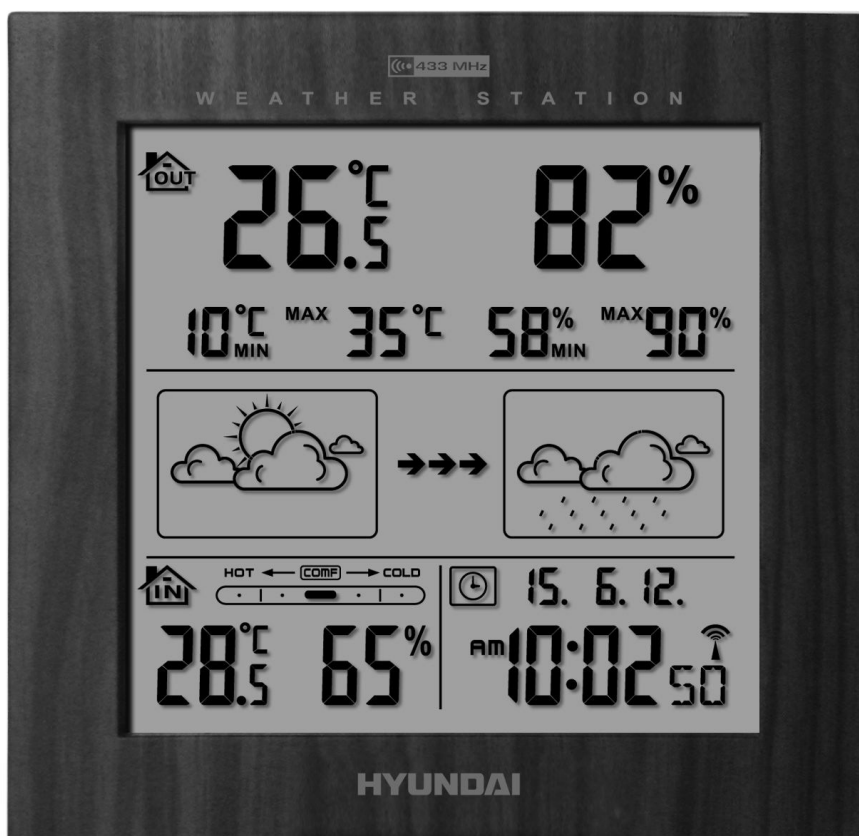 433 MHz
WEATHER STATION
OUT 26.5°C 82%
10°C MIN MAX 35°C 58% MIN MAX 90%
IN HOT COMF COLD 15. 6. 12.
28.5°C 65% AM 10:02 50
HYUNDAI